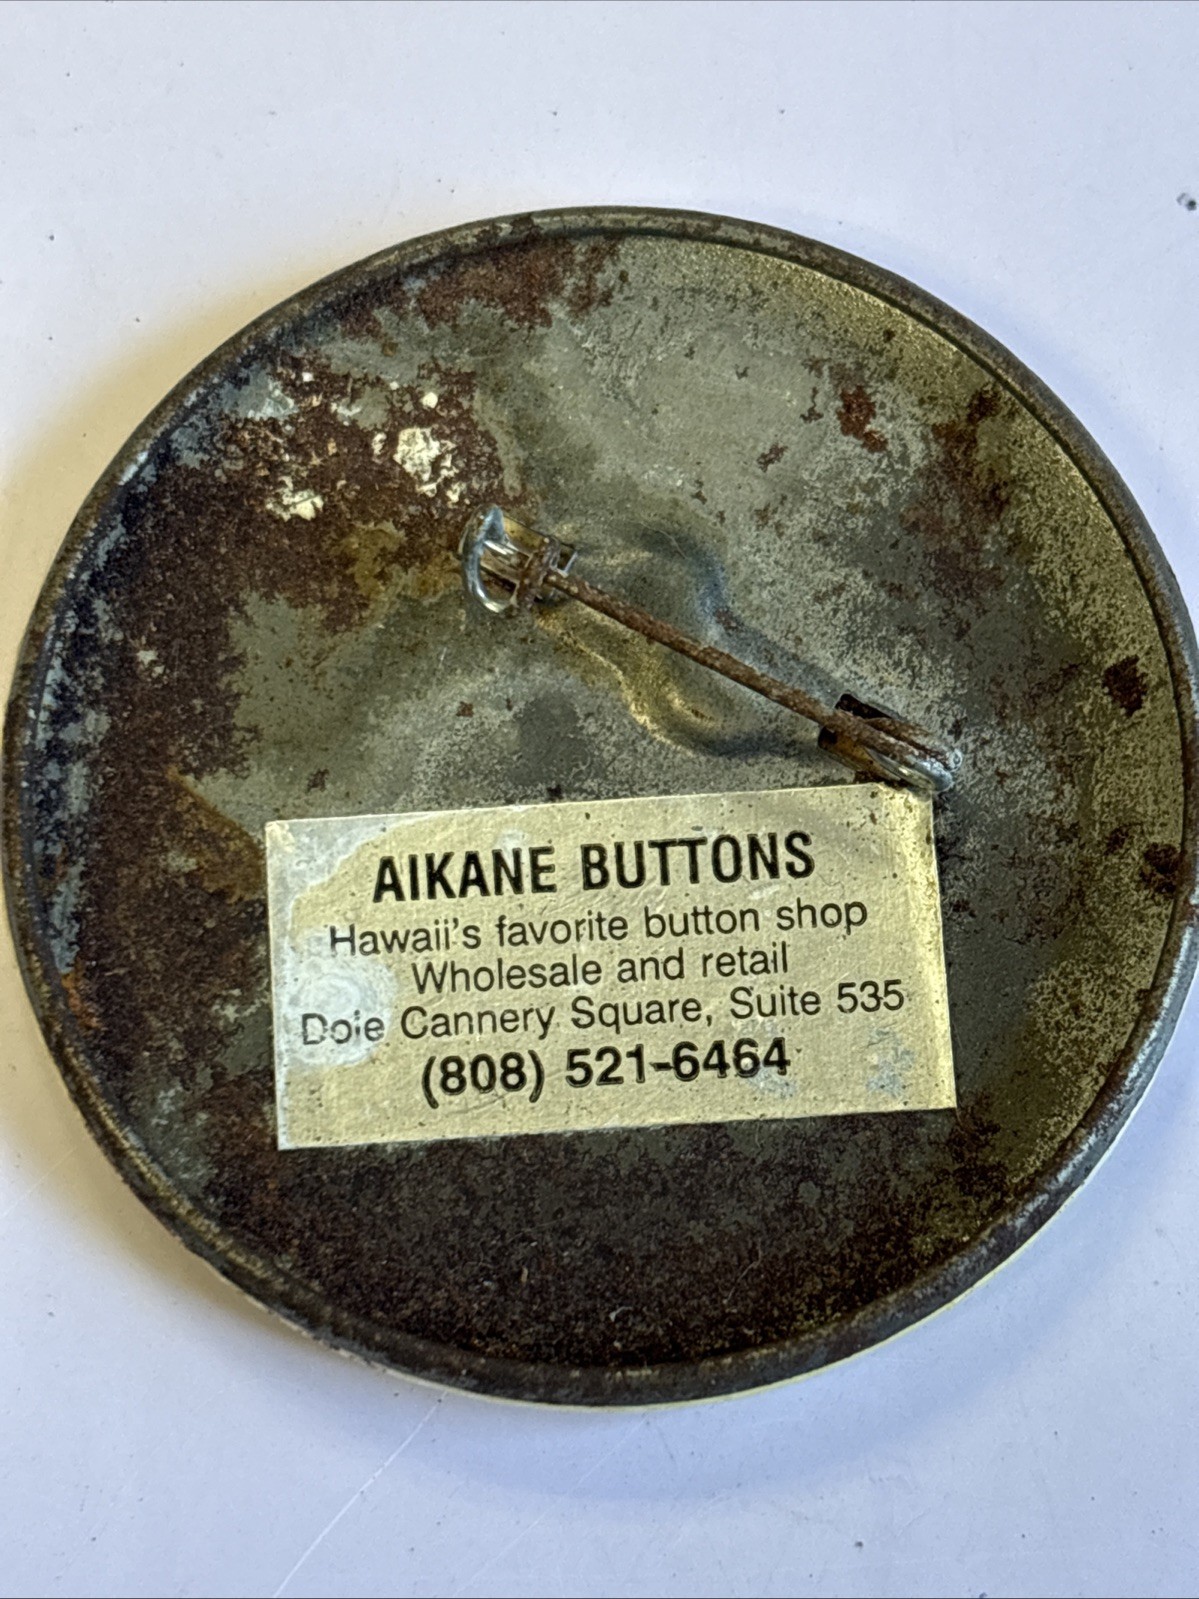 AIKANE BUTTONS
Hawaii's favorite button shop
Wholesale and retail
Dole Cannery Square, Suite 535
(808) 521-6464